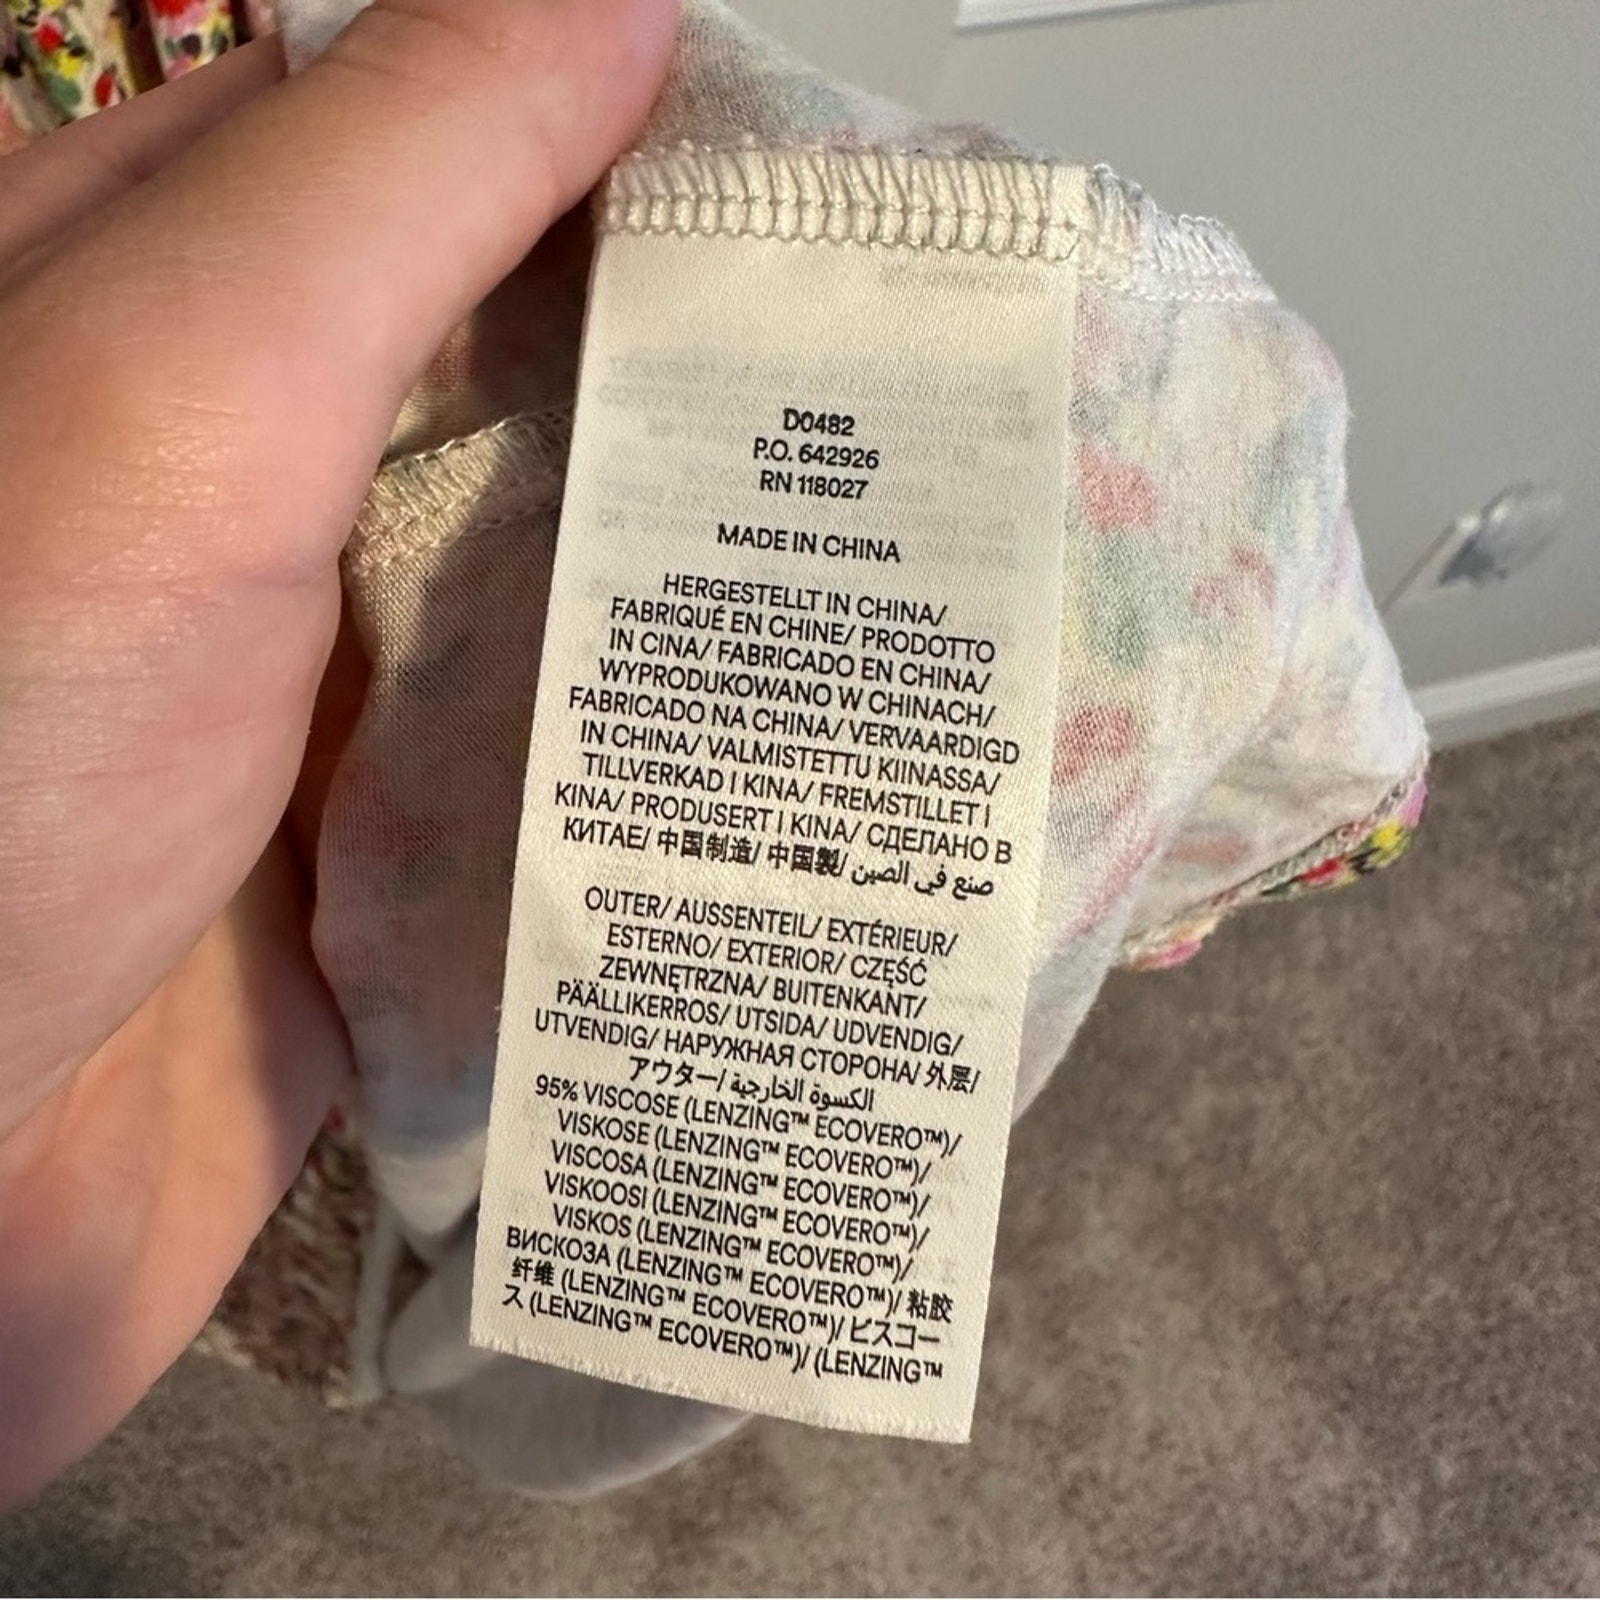 D0482
P.O. 642926
RN 118027
MADE IN CHINA
HERGESTELLT IN CHINA/
FABRIQUÉ EN CHINE/ PRODOTTO
IN CINA/ FABRICADO EN CHINA/
WYPRODUKOWANO W CHINACH/
FABRICADO NA CHINA/ VERVAARDIGD
IN CHINA/ VALMISTETTU KIINASSA/
TILLVERKAD I KINA/ FREMSTILLET I
KINA/ PRODUSERT I KINA/ СДЕЛАНО В
КИТАЕ/ 中国制造/ 中国製/ صنع في الصين
OUTER/ AUSSENTEIL/ EXTÉRIEUR/
ESTERNO/ EXTERIOR/ CZĘŚĆ
ZEWNĘTRZNA/ BUITENKANT/
PÄÄLLIKERROS/ UTSIDA/ UDVENDIG/
UTVENDIG/ НАРУЖНАЯ СТОРОНА/ 外层/
アウター/ الكسوة الخارجية
95% VISCOSE (LENZING™ ECOVERO™)/
VISKOSE (LENZING™ ECOVERO™)/
VISCOSA (LENZING™ ECOVERO™)/
VISKOOSI (LENZING™ ECOVERO™)/
VISKOS (LENZING™ ECOVERO™)/
ВИСКОЗА (LENZING™ ECOVERO™)/ 粘胶
纤维 (LENZING™ ECOVERO™)/ ビスコー
ス (LENZING™ ECOVERO™)/ (LENZING™